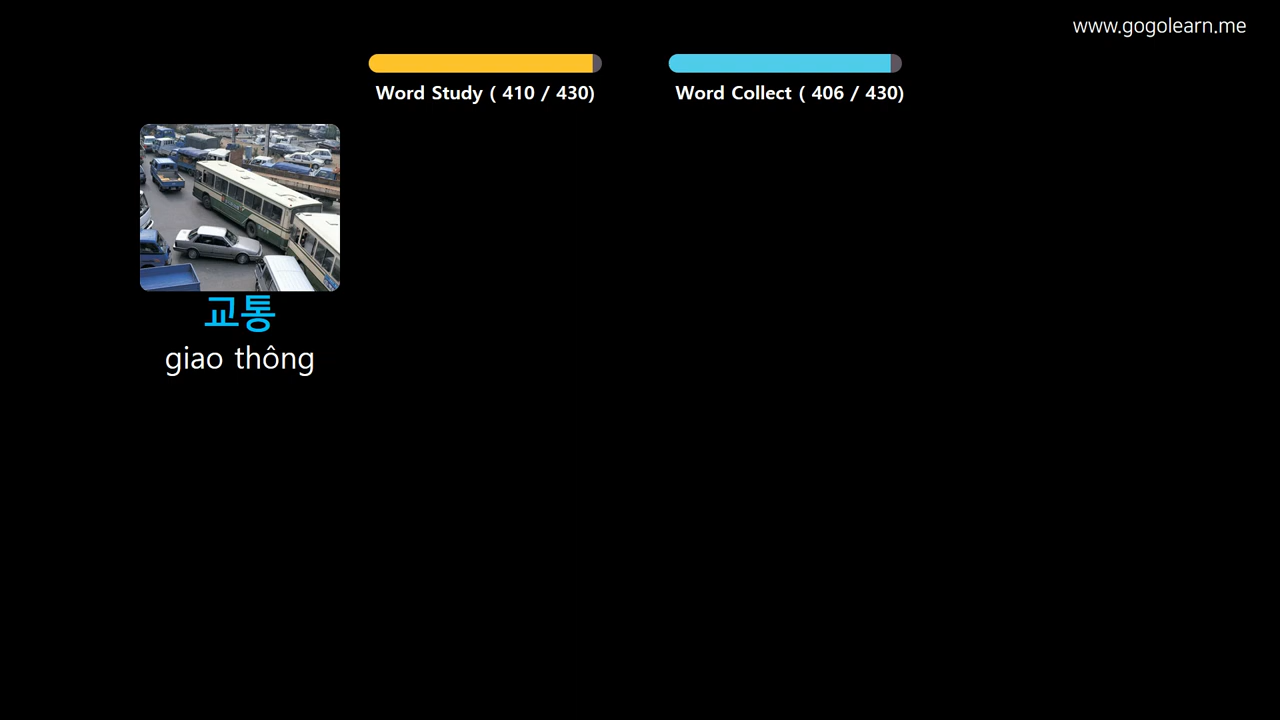 www.gogolearn.me
Word Study ( 410 / 430)
Word Collect ( 406 / 430)
교통
giao thông